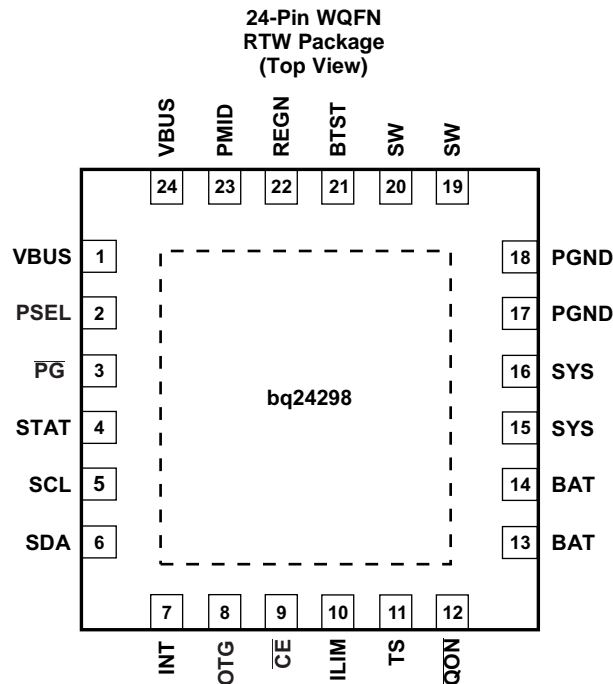 24-Pin WQFN
RTW Package
(Top View)
VBUS PMID REGN BTST SW SW
24 23 22 21 20 19
VBUS 1 18 PGND
PSEL 2 17 PGND
PG 3 16 SYS
bq24298
STAT 4 15 SYS
SCL 5 14 BAT
SDA 6 13 BAT
7 8 9 10 11 12
INT OTG CE ILIM TS QON